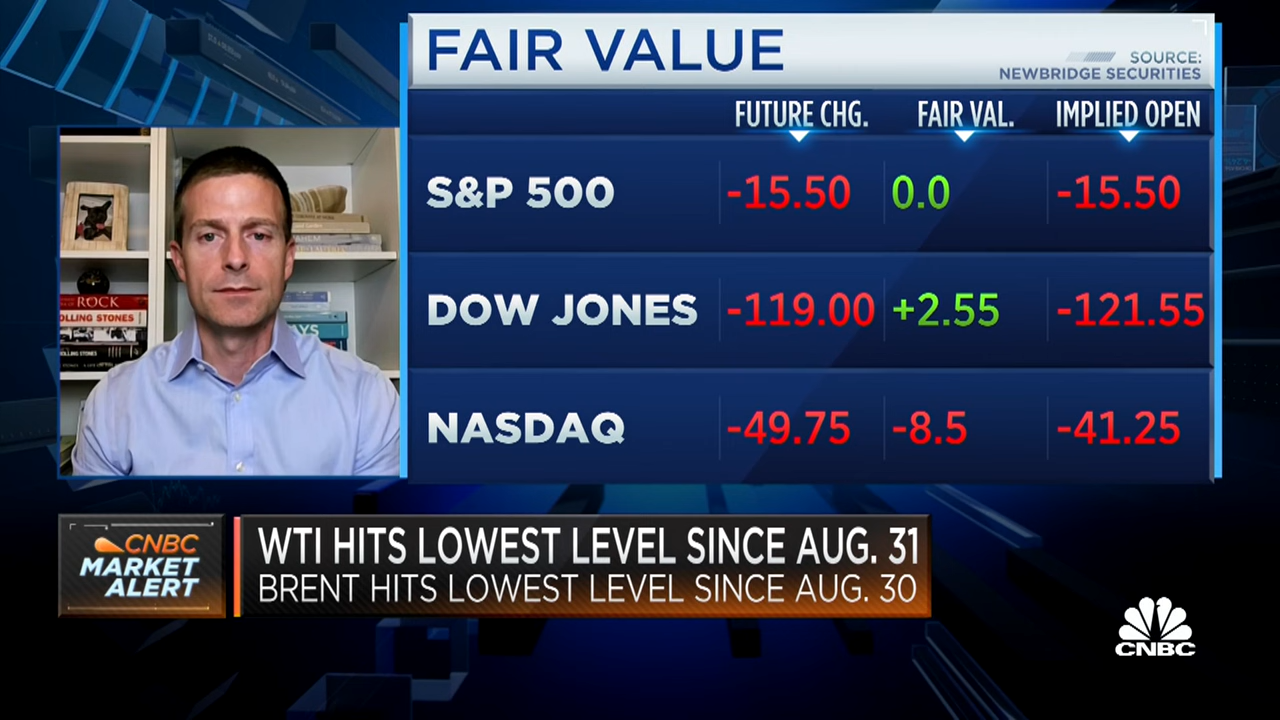 FAIR VALUE
SOURCE:
NEWBRIDGE SECURITIES
FUTURE CHG. FAIR VAL. IMPLIED OPEN
S&P 500 -15.50 0.0 -15.50
DOW JONES -119.00 +2.55 -121.55
NASDAQ -49.75 -8.5 -41.25
ROCK
ROLLING STONES
ROLLING STONES
CNBC
MARKET
ALERT
WTI HITS LOWEST LEVEL SINCE AUG. 31
BRENT HITS LOWEST LEVEL SINCE AUG. 30
CNBC